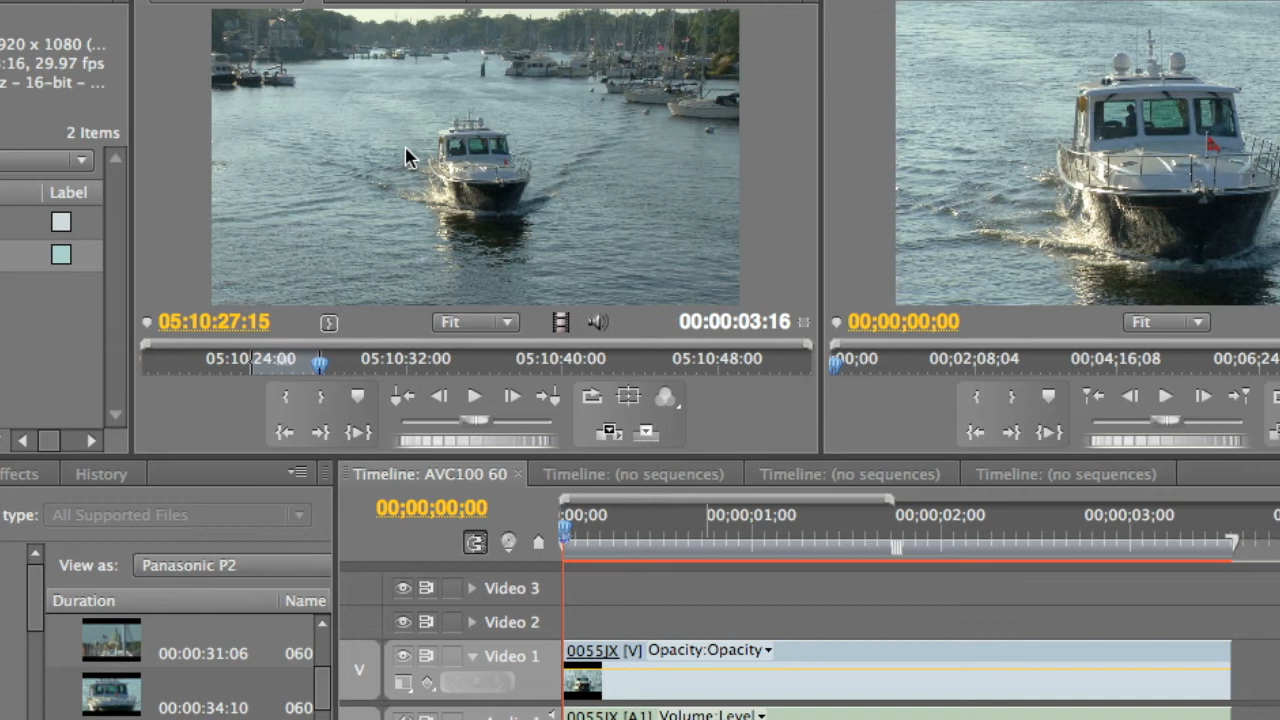 920 x 1080 (...
:16, 29.97 fps
z – 16-bit – ...
2 Items
Label
05:10:27:15
Fit
00:00:03:16
00;00;00;00
Fit
05:10:24:00
05:10:32:00
05:10:40:00
05:10:48:00
00;00
00;02;08;04
00;04;16;08
00;06;24
ffects
History
Timeline: AVC100 60 ×
Timeline: (no sequences)
Timeline: (no sequences)
Timeline: (no sequences)
type:
All Supported Files
00;00;00;00
;00;00
00;00;01;00
00;00;02;00
00;00;03;00
View as:
Panasonic P2
Duration
Name
Video 3
Video 2
00:00:31:06
060
V
Video 1
0055JX [V] Opacity:Opacity
00:00:34:10
060
0055JX [A1] Volume:Level